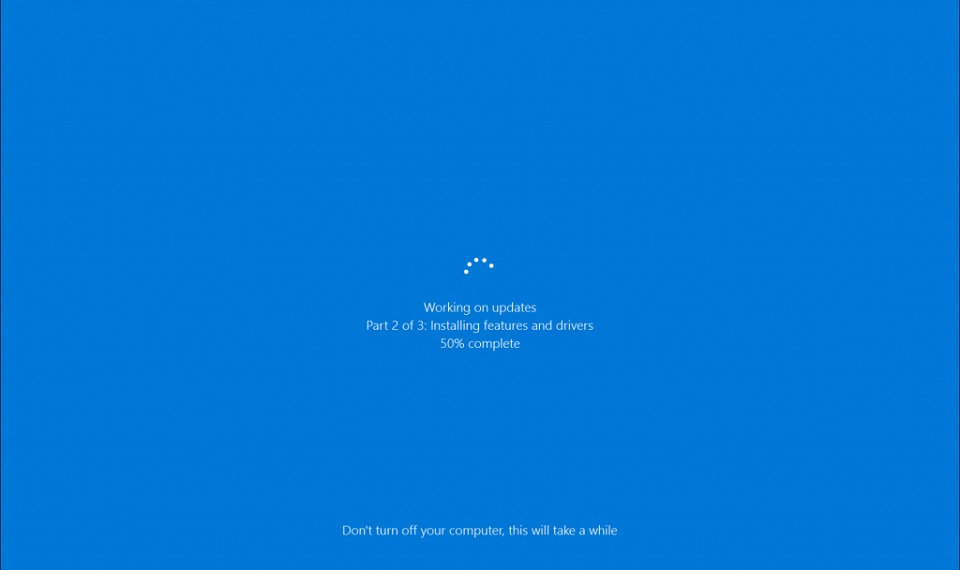 Working on updates
Part 2 of 3: Installing features and drivers
50% complete
Don't turn off your computer, this will take a while